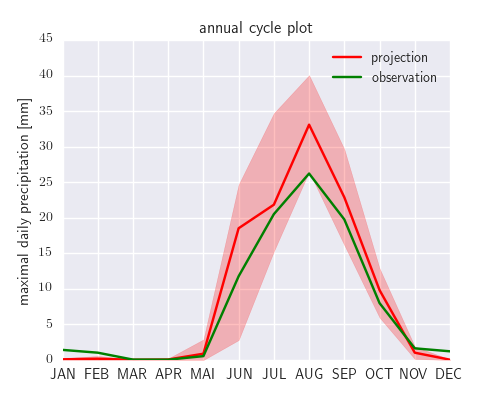 annual cycle plot
projection
observation
maximal daily precipitation [mm]
45
40
35
30
25
20
15
10
5
0
JAN FEB MAR APR MAI JUN JUL AUG SEP OCT NOV DEC